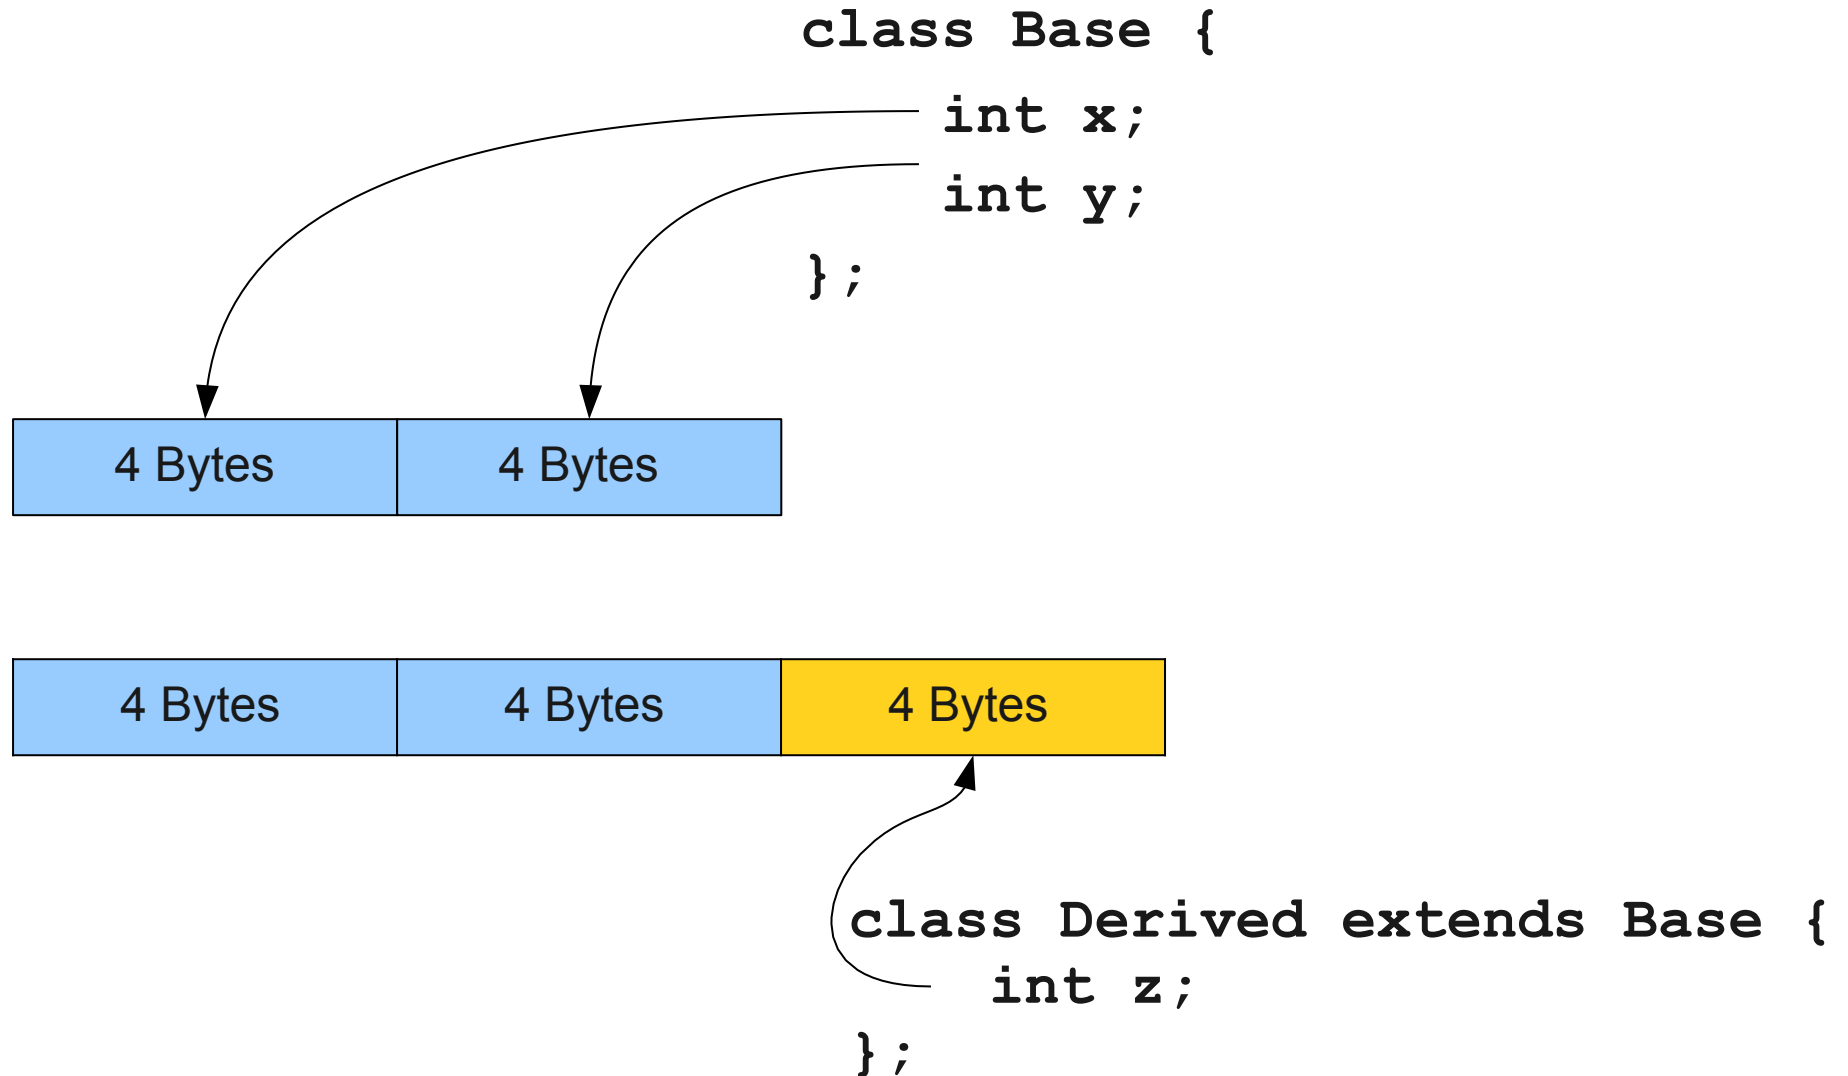 class Base {
int x;
int y;
};
4 Bytes 4 Bytes
4 Bytes 4 Bytes 4 Bytes
class Derived extends Base {
int z;
};